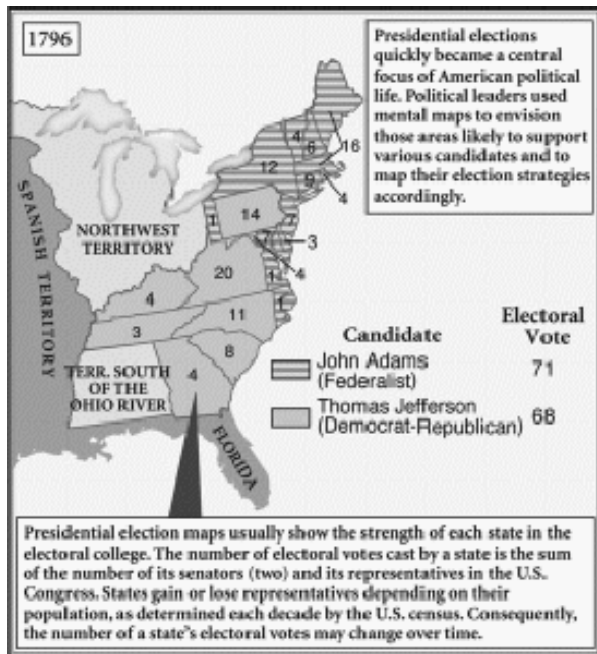 1796
Presidential elections
quickly became a central
focus of American political
life. Political leaders used
mental maps to envision
those areas likely to support
various candidates and to
map their election strategies
accordingly.
4
6
16
12
9
3
4
SPANISH TERRITORY
NORTHWEST
TERRITORY
1
14
7
3
7
4
20
1
4
11
1
3
8
TERR. SOUTH
OF THE
OHIO RIVER
4
FLORIDA
Candidate
Electoral
Vote
John Adams
(Federalist)
71
Thomas Jefferson
(Democrat-Republican)
68
Presidential election maps usually show the strength of each state in the
electoral college. The number of electoral votes cast by a state is the sum
of the number of its senators (two) and its representatives in the U.S.
Congress. States gain or lose representatives depending on their
population, as determined each decade by the U.S. census. Consequently,
the number of a state"s electoral votes may change over time.